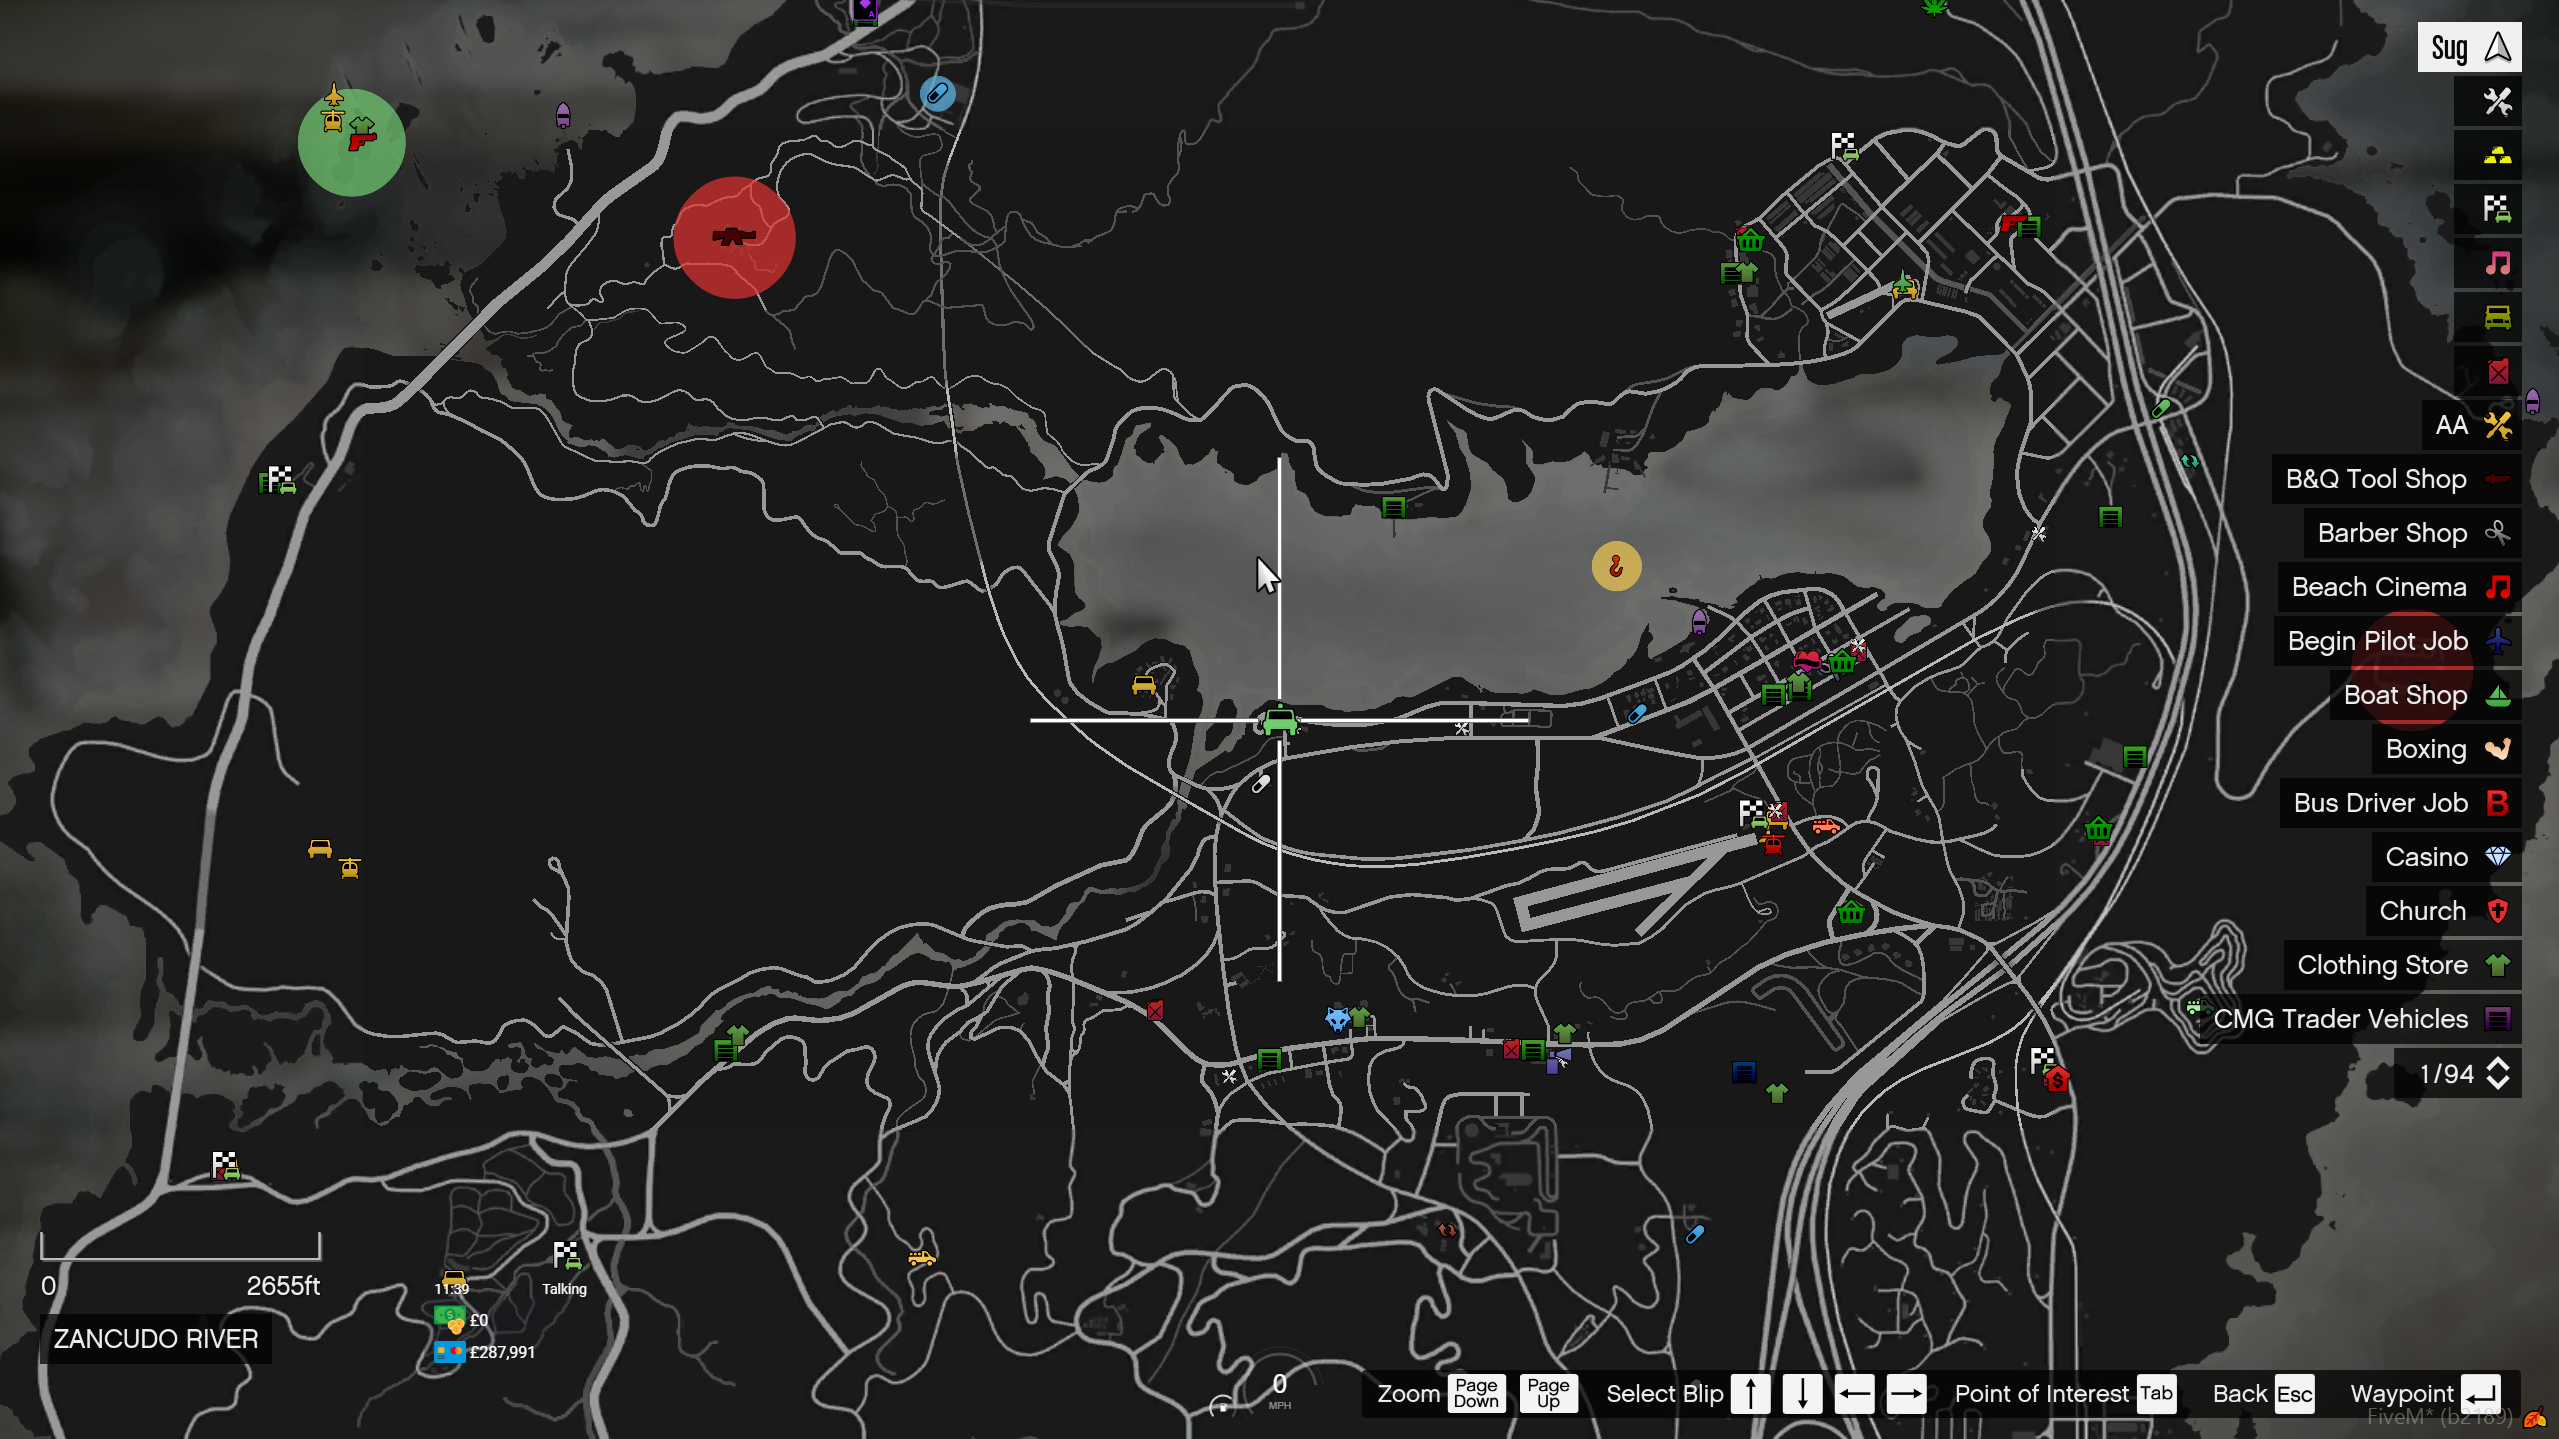 Sug
AA
B&Q Tool Shop
Barber Shop
Beach Cinema
Begin Pilot Job
Boat Shop
Boxing
Bus Driver Job B
Casino
Church
Clothing Store
CMG Trader Vehicles
1/94
0 2655ft
ZANCUDO RIVER
11:39 Talking
£0
£287,991
0
MPH
Zoom Page Down Page Up Select Blip ↑ ↓ ← → Point of Interest Tab Back Esc Waypoint
FiveM* (b2189)